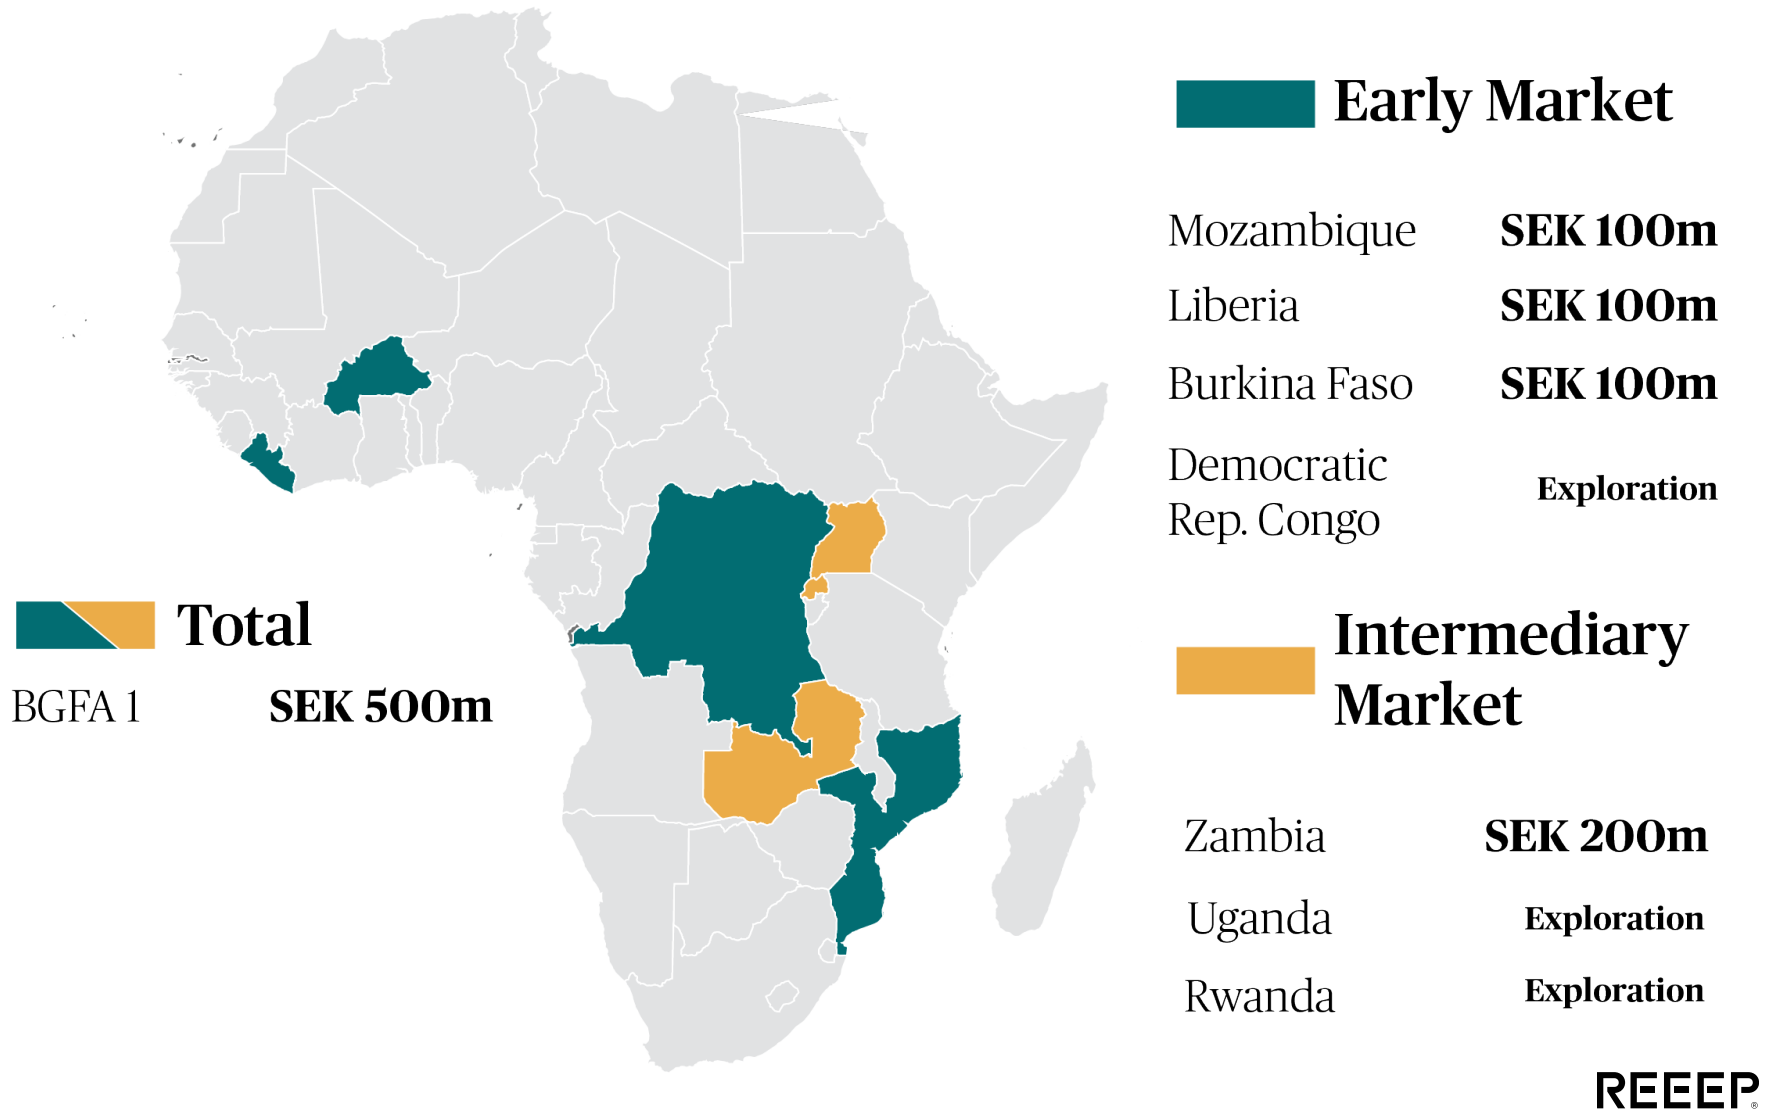 Early Market
Mozambique SEK 100m
Liberia SEK 100m
Burkina Faso SEK 100m
Democratic
Rep. Congo Exploration
Total
BGFA 1 SEK 500m
Intermediary
Market
Zambia SEK 200m
Uganda Exploration
Rwanda Exploration
REEEP®